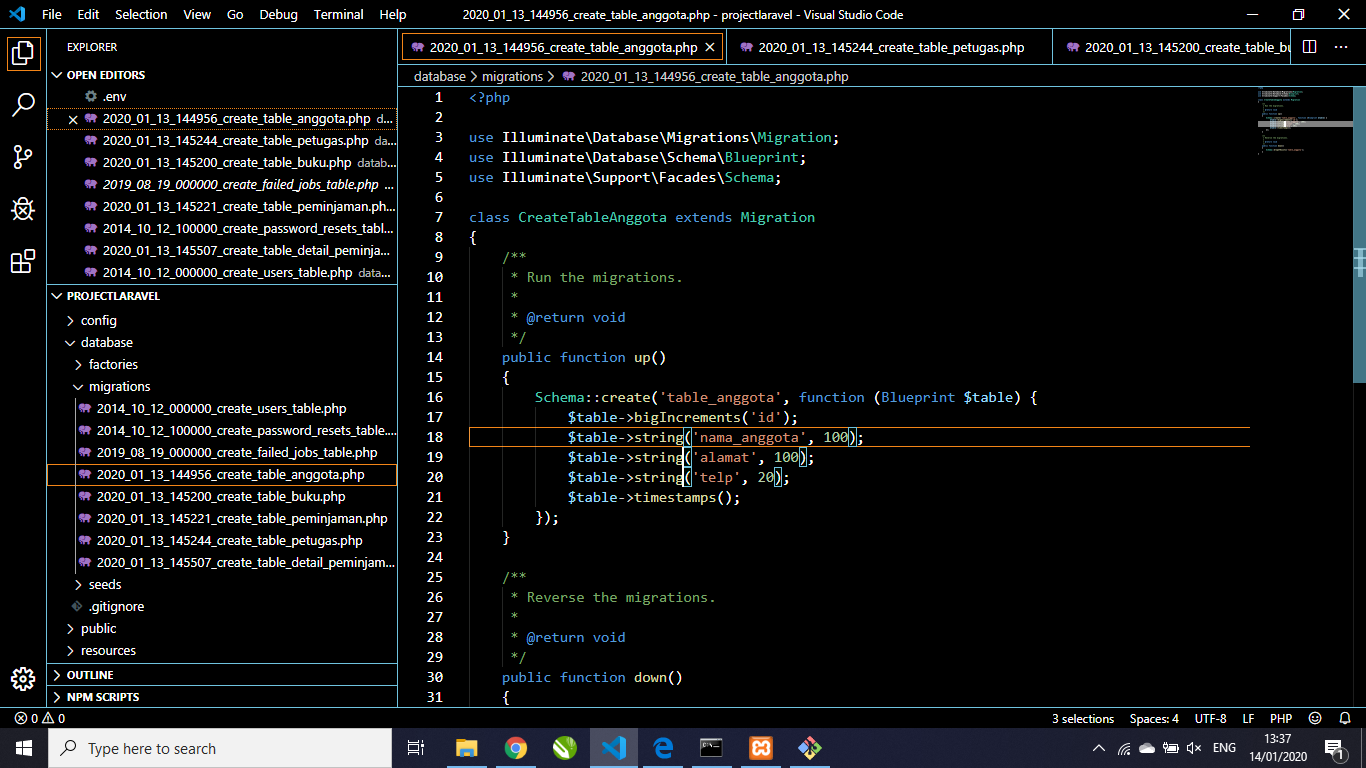 File Edit Selection View Go Debug Terminal Help 2020_01_13_144956_create_table_anggota.php - projectlaravel - Visual Studio Code
EXPLORER
OPEN EDITORS
.env
2020_01_13_144956_create_table_anggota.php d...
2020_01_13_145244_create_table_petugas.php da...
2020_01_13_145200_create_table_buku.php datab...
2019_08_19_000000_create_failed_jobs_table.php ...
2020_01_13_145221_create_table_peminjaman.ph...
2014_10_12_100000_create_password_resets_tabl...
2020_01_13_145507_create_table_detail_peminja...
2014_10_12_000000_create_users_table.php data...
PROJECTLARAVEL
config
database
factories
migrations
2014_10_12_000000_create_users_table.php
2014_10_12_100000_create_password_resets_table....
2019_08_19_000000_create_failed_jobs_table.php
2020_01_13_144956_create_table_anggota.php
2020_01_13_145200_create_table_buku.php
2020_01_13_145221_create_table_peminjaman.php
2020_01_13_145244_create_table_petugas.php
2020_01_13_145507_create_table_detail_peminjam...
seeds
.gitignore
public
resources
OUTLINE
NPM SCRIPTS
2020_01_13_144956_create_table_anggota.php 2020_01_13_145244_create_table_petugas.php 2020_01_13_145200_create_table_bu
database > migrations > 2020_01_13_144956_create_table_anggota.php
1 <?php
2
3 use Illuminate\Database\Migrations\Migration;
4 use Illuminate\Database\Schema\Blueprint;
5 use Illuminate\Support\Facades\Schema;
6
7 class CreateTableAnggota extends Migration
8 {
9 /**
10 * Run the migrations.
11 *
12 * @return void
13 */
14 public function up()
15 {
16 Schema::create('table_anggota', function (Blueprint $table) {
17 $table->bigIncrements('id');
18 $table->string('nama_anggota', 100);
19 $table->string('alamat', 100);
20 $table->string('telp', 20);
21 $table->timestamps();
22 });
23 }
24
25 /**
26 * Reverse the migrations.
27 *
28 * @return void
29 */
30 public function down()
31 {
0 0 3 selections Spaces: 4 UTF-8 LF PHP
Type here to search
ENG
13:37
14/01/2020
1